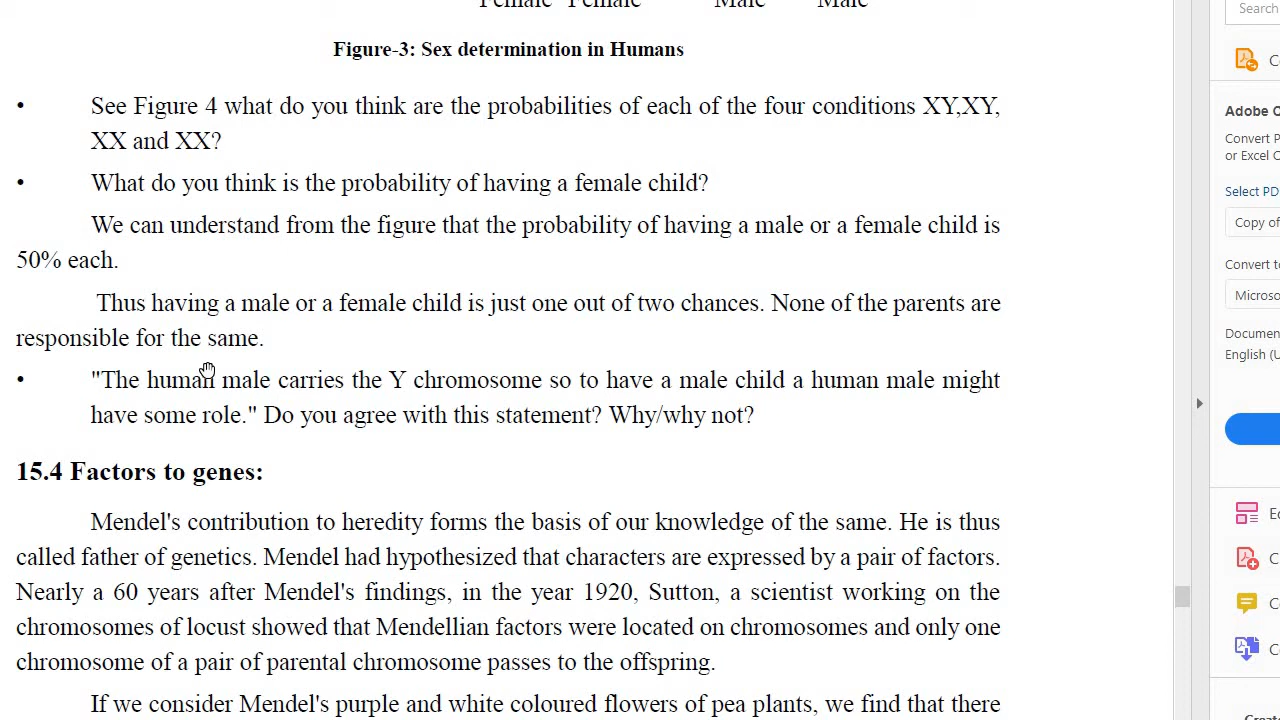 Female Female Male Male
Search
Figure-3: Sex determination in Humans
• See Figure 4 what do you think are the probabilities of each of the four conditions XY,XY,
XX and XX?
• What do you think is the probability of having a female child?
We can understand from the figure that the probability of having a male or a female child is
50% each.
Thus having a male or a female child is just one out of two chances. None of the parents are
responsible for the same.
• "The human male carries the Y chromosome so to have a male child a human male might
have some role." Do you agree with this statement? Why/why not?
15.4 Factors to genes:
Mendel's contribution to heredity forms the basis of our knowledge of the same. He is thus
called father of genetics. Mendel had hypothesized that characters are expressed by a pair of factors.
Nearly a 60 years after Mendel's findings, in the year 1920, Sutton, a scientist working on the
chromosomes of locust showed that Mendellian factors were located on chromosomes and only one
chromosome of a pair of parental chromosome passes to the offspring.
If we consider Mendel's purple and white coloured flowers of pea plants, we find that there
Adobe
Convert
or Excel
Select PD
Copy of
Convert to
Microso
Document
English (U